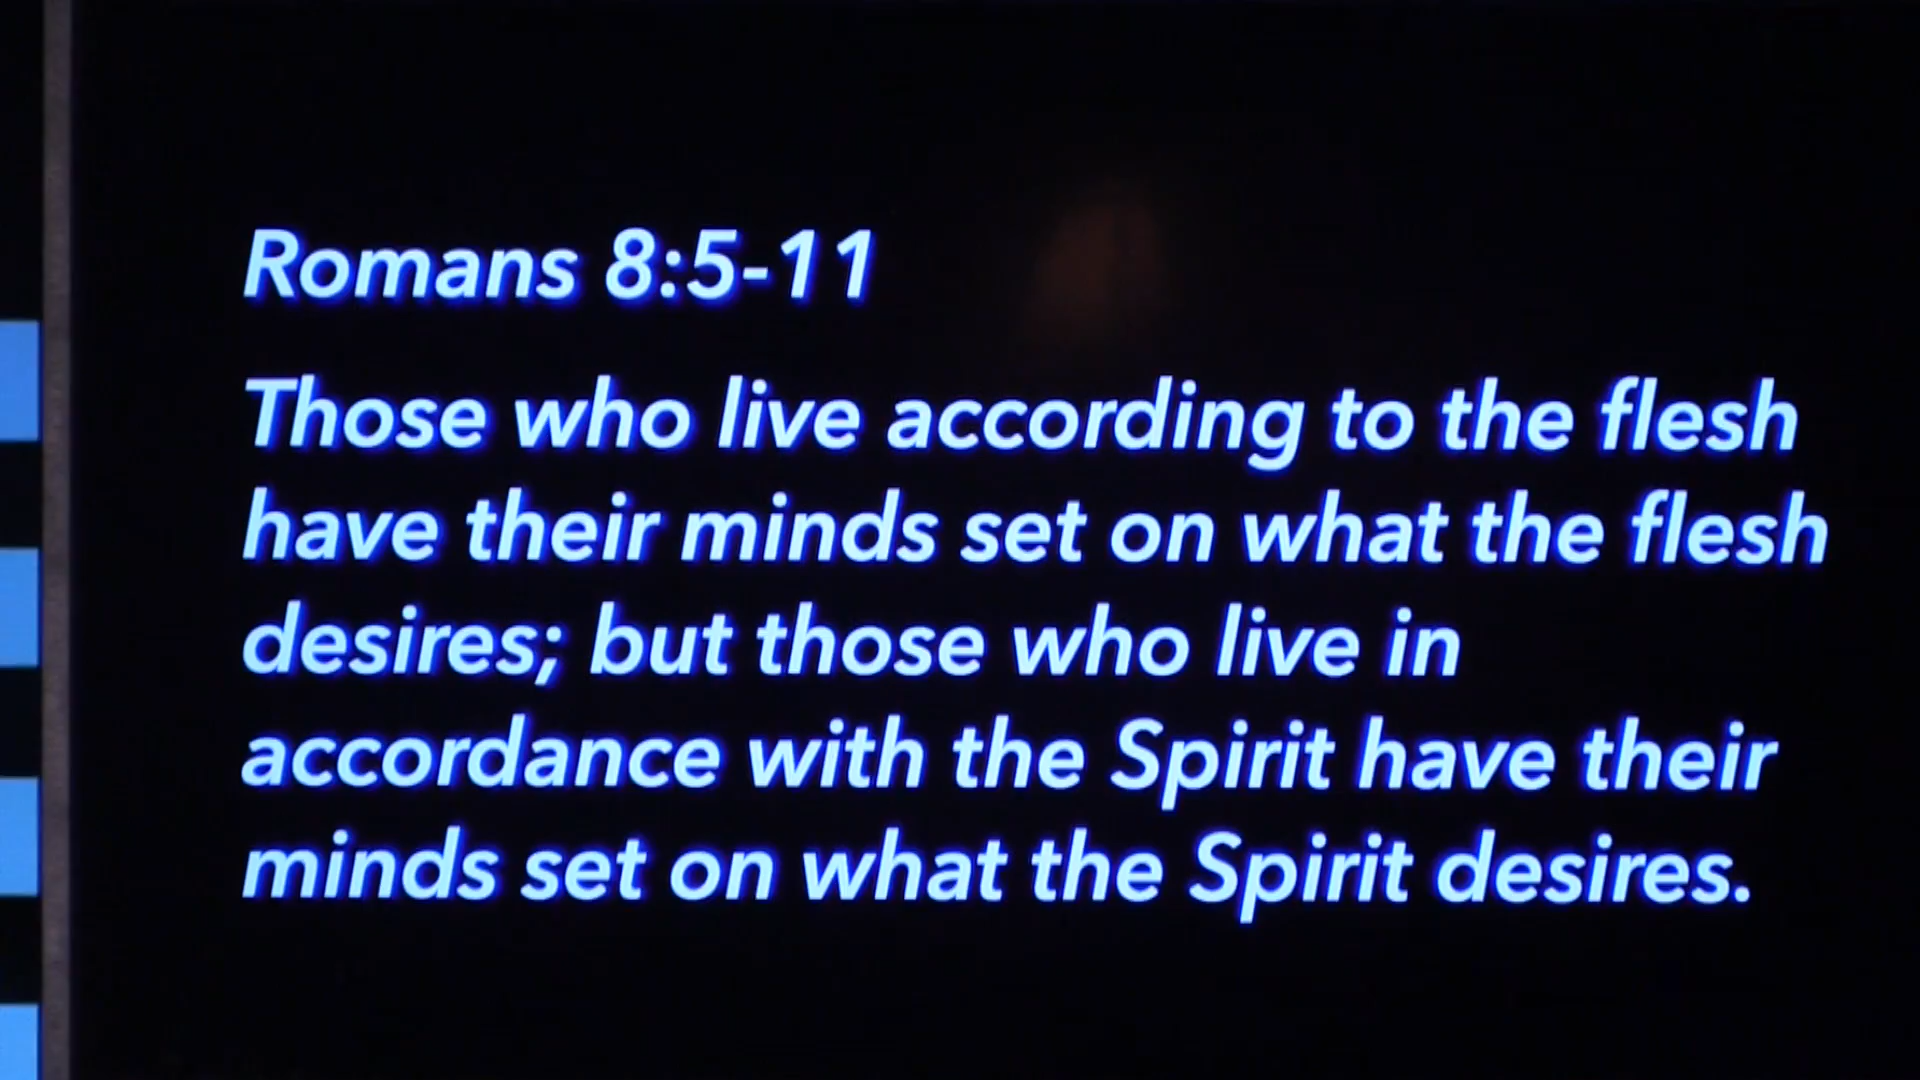 Romans 8:5-11
Those who live according to the flesh
have their minds set on what the flesh
desires; but those who live in
accordance with the Spirit have their
minds set on what the Spirit desires.